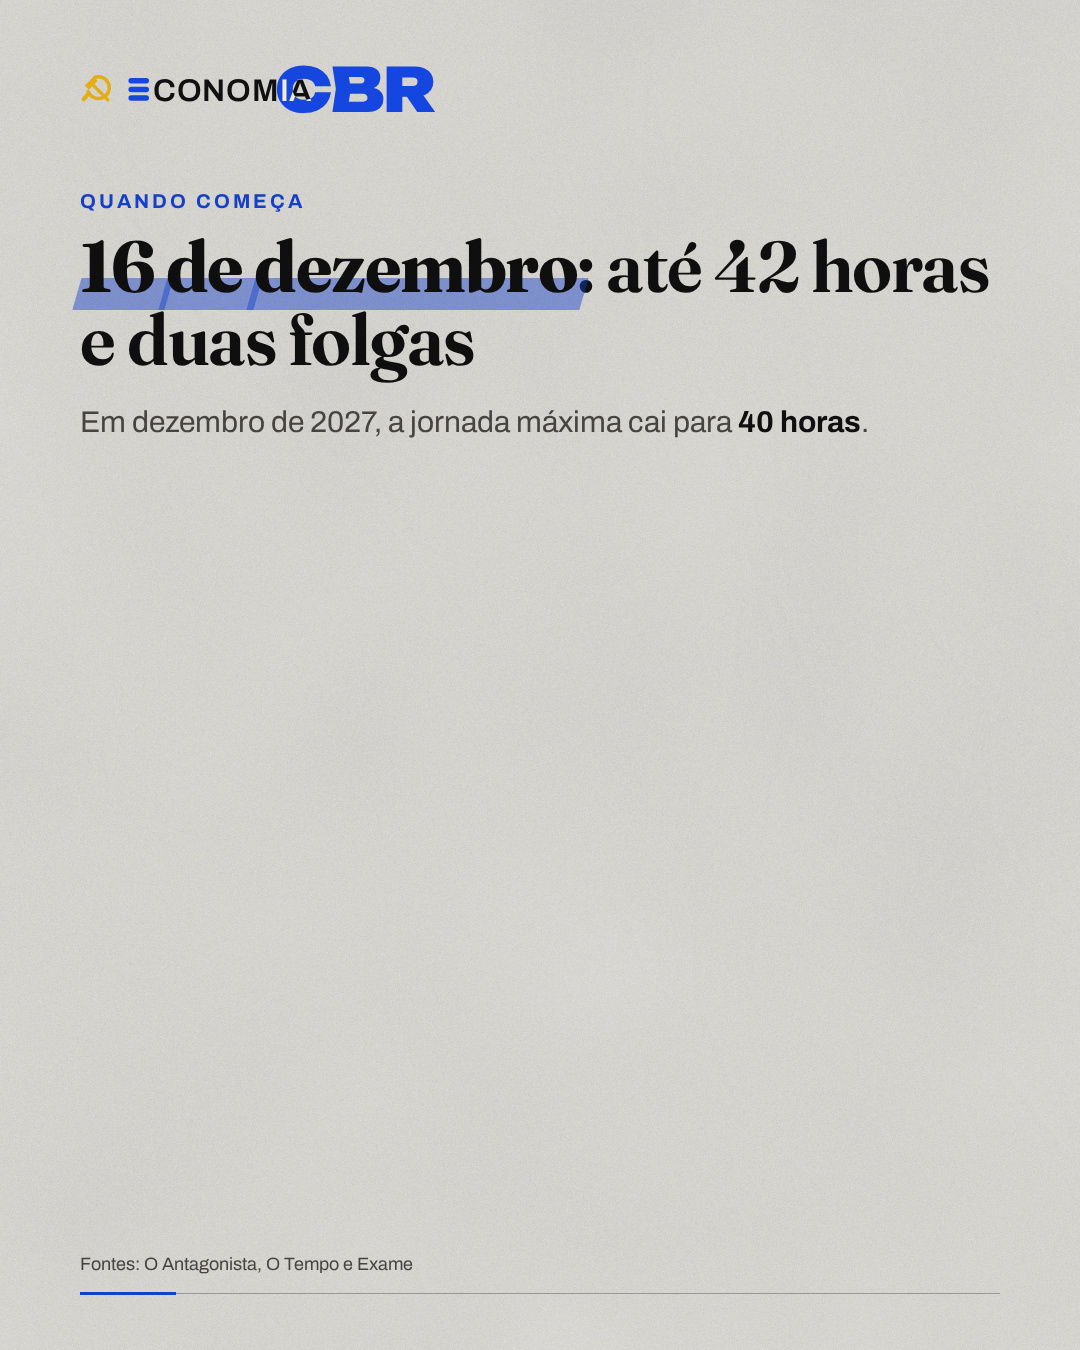 ECONOMIA CBR
QUANDO COMEÇA
16 de dezembro: até 42 horas
e duas folgas
Em dezembro de 2027, a jornada máxima cai para 40 horas.
Fontes: O Antagonista, O Tempo e Exame